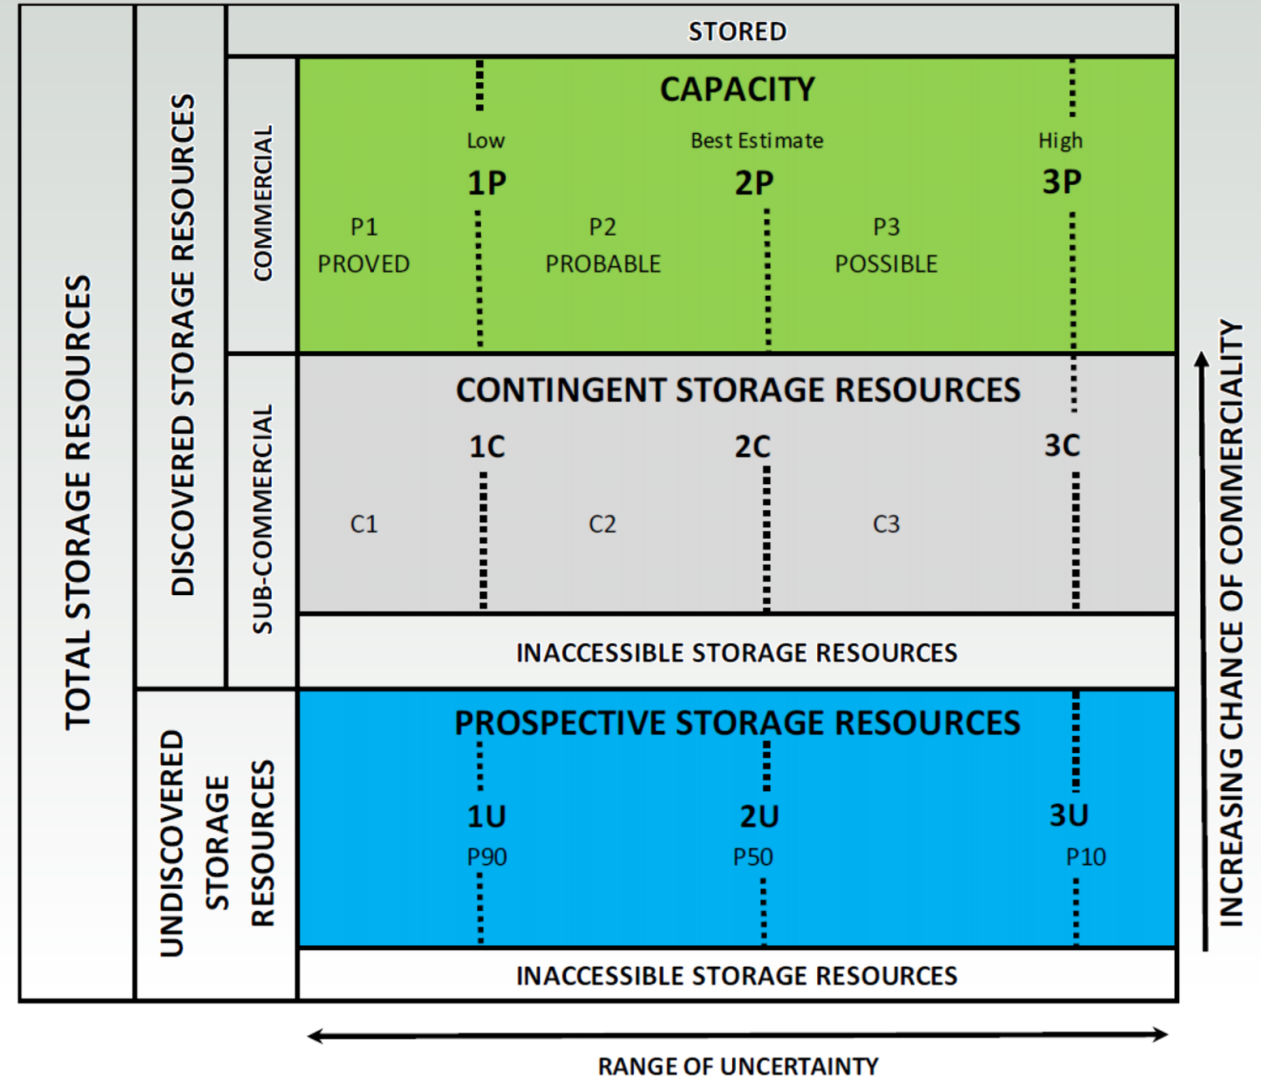 STORED
CAPACITY
Low Best Estimate High
1P 2P 3P
P1 P2 P3
PROVED PROBABLE POSSIBLE
COMMERCIAL
CONTINGENT STORAGE RESOURCES
1C 2C 3C
C1 C2 C3
SUB-COMMERCIAL
INACCESSIBLE STORAGE RESOURCES
DISCOVERED STORAGE RESOURCES
TOTAL STORAGE RESOURCES
PROSPECTIVE STORAGE RESOURCES
1U 2U 3U
P90 P50 P10
UNDISCOVERED
STORAGE
RESOURCES
INACCESSIBLE STORAGE RESOURCES
RANGE OF UNCERTAINTY
INCREASING CHANCE OF COMMERCIALITY